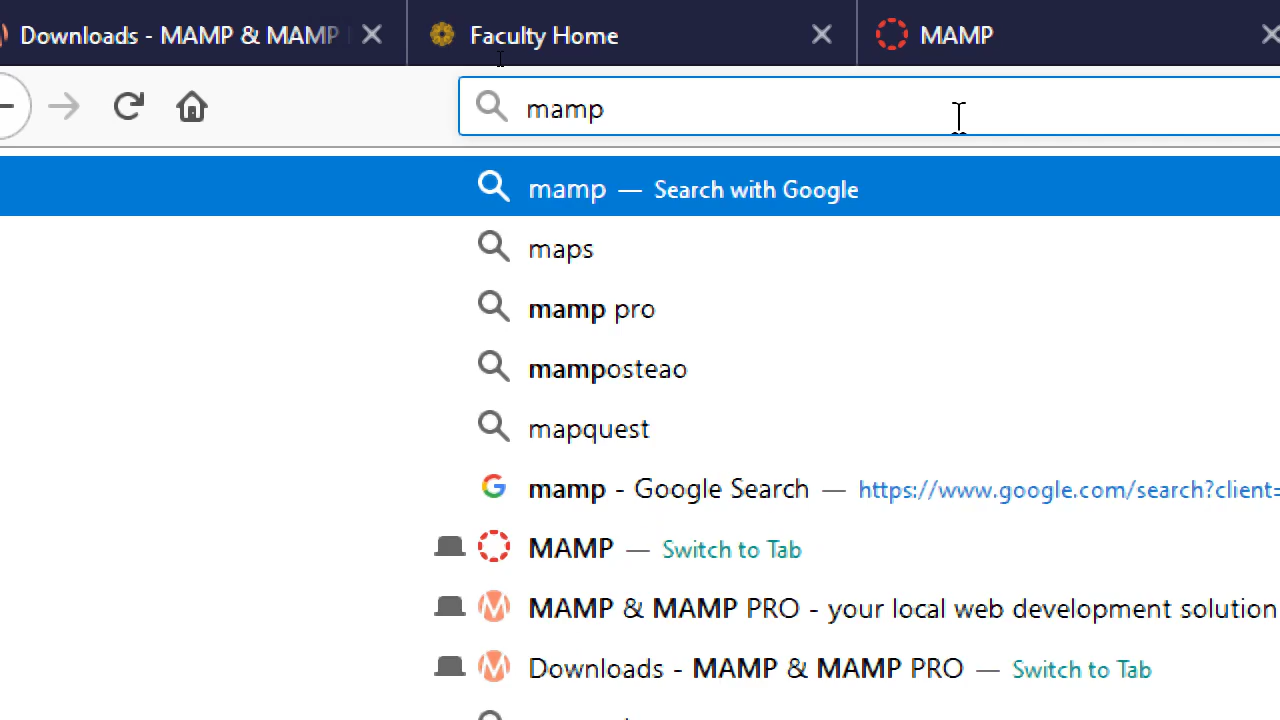 Downloads - MAMP & MAMP
Faculty Home
MAMP
mamp
mamp — Search with Google
maps
mamp pro
mamposteao
mapquest
mamp - Google Search — https://www.google.com/search?client=
MAMP — Switch to Tab
MAMP & MAMP PRO - your local web development solution
Downloads - MAMP & MAMP PRO — Switch to Tab